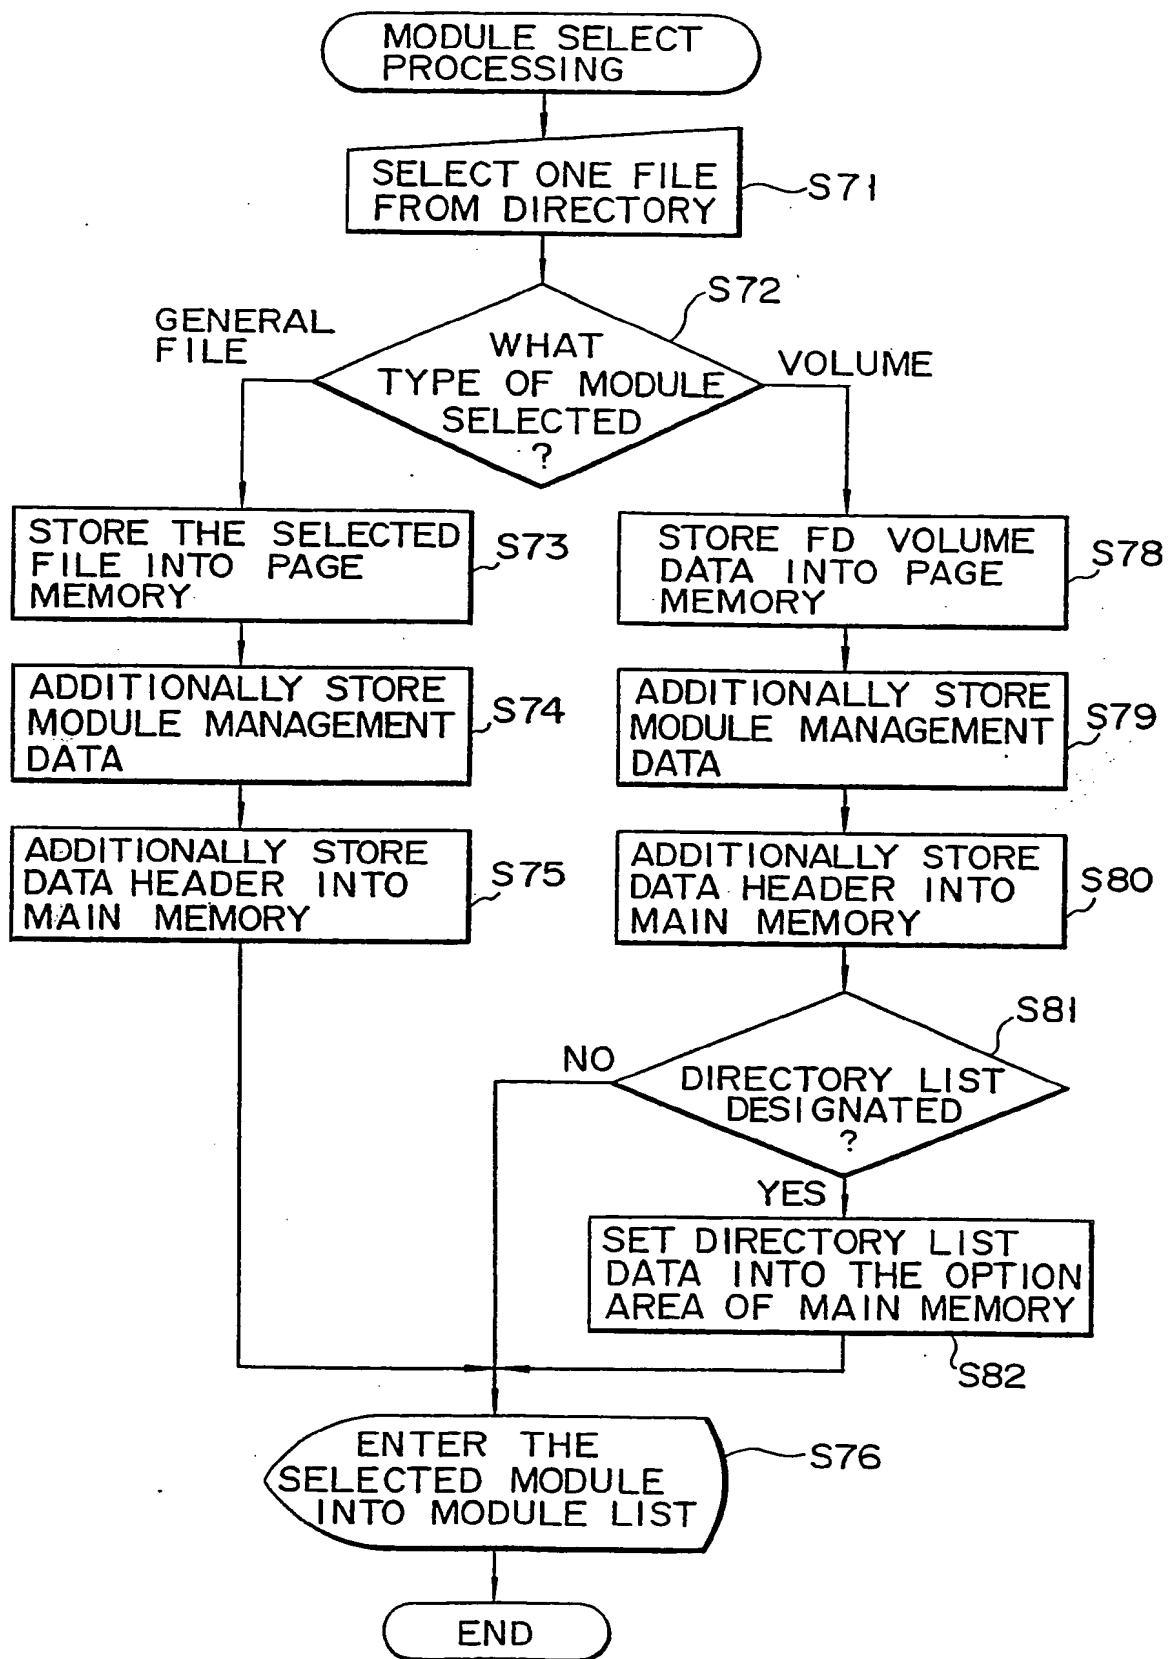 MODULE SELECT
PROCESSING
SELECT ONE FILE
FROM DIRECTORY
S71
S72
GENERAL
FILE
WHAT
TYPE OF MODULE
SELECTED
?
VOLUME
STORE THE SELECTED
FILE INTO PAGE
MEMORY
S73
STORE FD VOLUME
DATA INTO PAGE
MEMORY
S78
ADDITIONALLY STORE
MODULE MANAGEMENT
DATA
S74
ADDITIONALLY STORE
MODULE MANAGEMENT
DATA
S79
ADDITIONALLY STORE
DATA HEADER INTO
MAIN MEMORY
S75
ADDITIONALLY STORE
DATA HEADER INTO
MAIN MEMORY
S80
S81
NO
DIRECTORY LIST
DESIGNATED
?
YES
SET DIRECTORY LIST
DATA INTO THE OPTION
AREA OF MAIN MEMORY
S82
ENTER THE
SELECTED MODULE
INTO MODULE LIST
S76
END